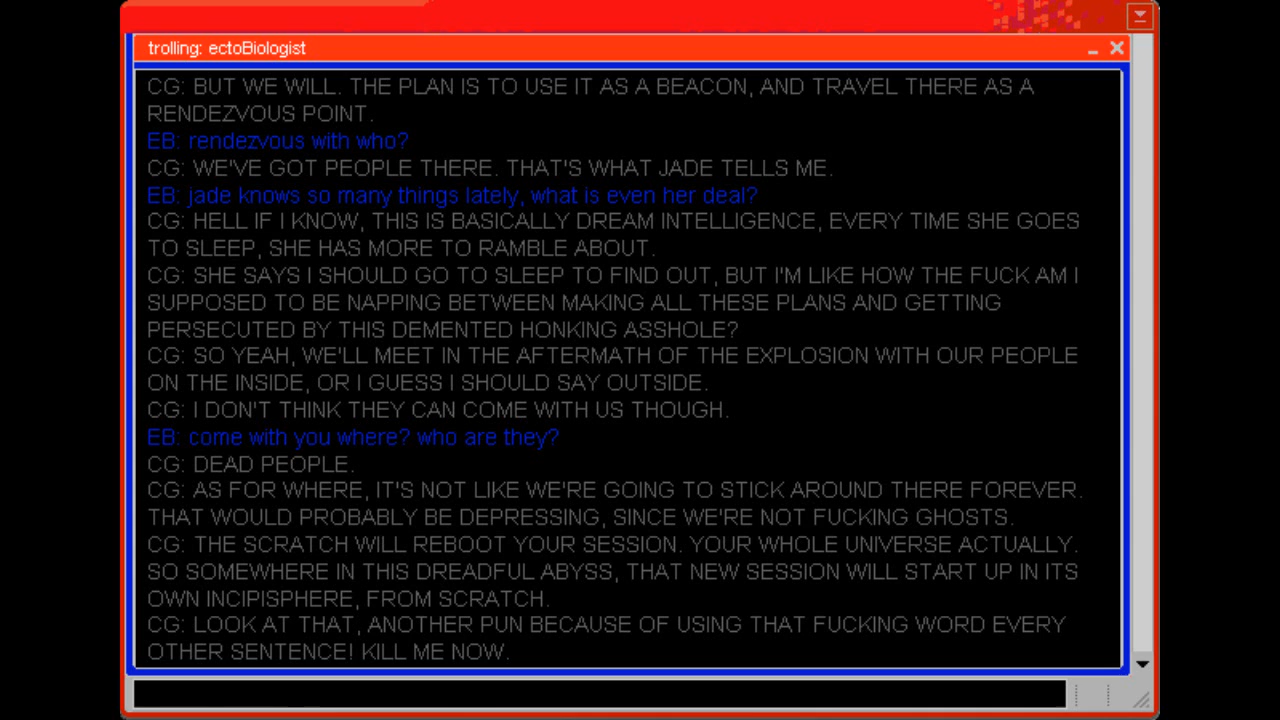 trolling: ectoBiologist
CG: BUT WE WILL. THE PLAN IS TO USE IT AS A BEACON, AND TRAVEL THERE AS A
RENDEZVOUS POINT.
EB: rendezvous with who?
CG: WE'VE GOT PEOPLE THERE. THAT'S WHAT JADE TELLS ME.
EB: jade knows so many things lately, what is even her deal?
CG: HELL IF I KNOW, THIS IS BASICALLY DREAM INTELLIGENCE, EVERY TIME SHE GOES
TO SLEEP, SHE HAS MORE TO RAMBLE ABOUT.
CG: SHE SAYS I SHOULD GO TO SLEEP TO FIND OUT, BUT I'M LIKE HOW THE FUCK AM I
SUPPOSED TO BE NAPPING BETWEEN MAKING ALL THESE PLANS AND GETTING
PERSECUTED BY THIS DEMENTED HONKING ASSHOLE?
CG: SO YEAH, WE'LL MEET IN THE AFTERMATH OF THE EXPLOSION WITH OUR PEOPLE
ON THE INSIDE, OR I GUESS I SHOULD SAY OUTSIDE.
CG: I DON'T THINK THEY CAN COME WITH US THOUGH.
EB: come with you where? who are they?
CG: DEAD PEOPLE.
CG: AS FOR WHERE, IT'S NOT LIKE WE'RE GOING TO STICK AROUND THERE FOREVER.
THAT WOULD PROBABLY BE DEPRESSING, SINCE WE'RE NOT FUCKING GHOSTS.
CG: THE SCRATCH WILL REBOOT YOUR SESSION. YOUR WHOLE UNIVERSE ACTUALLY.
SO SOMEWHERE IN THIS DREADFUL ABYSS, THAT NEW SESSION WILL START UP IN ITS
OWN INCIPISPHERE, FROM SCRATCH.
CG: LOOK AT THAT, ANOTHER PUN BECAUSE OF USING THAT FUCKING WORD EVERY
OTHER SENTENCE! KILL ME NOW.